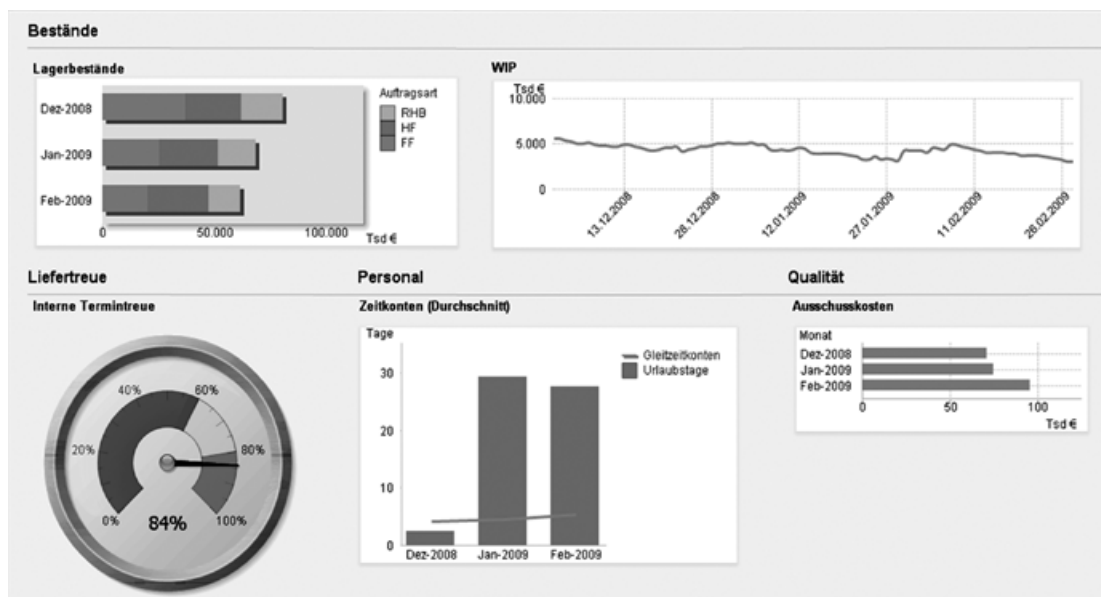 Bestände
Lagerbestände
Dez-2008
Jan-2009
Feb-2009
0
50.000
100.000
Tsd €
Auftragsart
RHB
HF
FF
WIP
Tsd €
10.000
5.000
0
13.12.2008
28.12.2008
12.01.2009
27.01.2009
11.02.2009
26.02.2009
Liefertreue
Interne Termintreue
0%
20%
40%
60%
80%
100%
84%
Personal
Zeitkonten (Durchschnitt)
Tage
30
20
10
0
Dez-2008
Jan-2009
Feb-2009
Gleitzeitkonten
Urlaubstage
Qualität
Ausschusskosten
Monat
Dez-2008
Jan-2009
Feb-2009
0
50
100
Tsd €